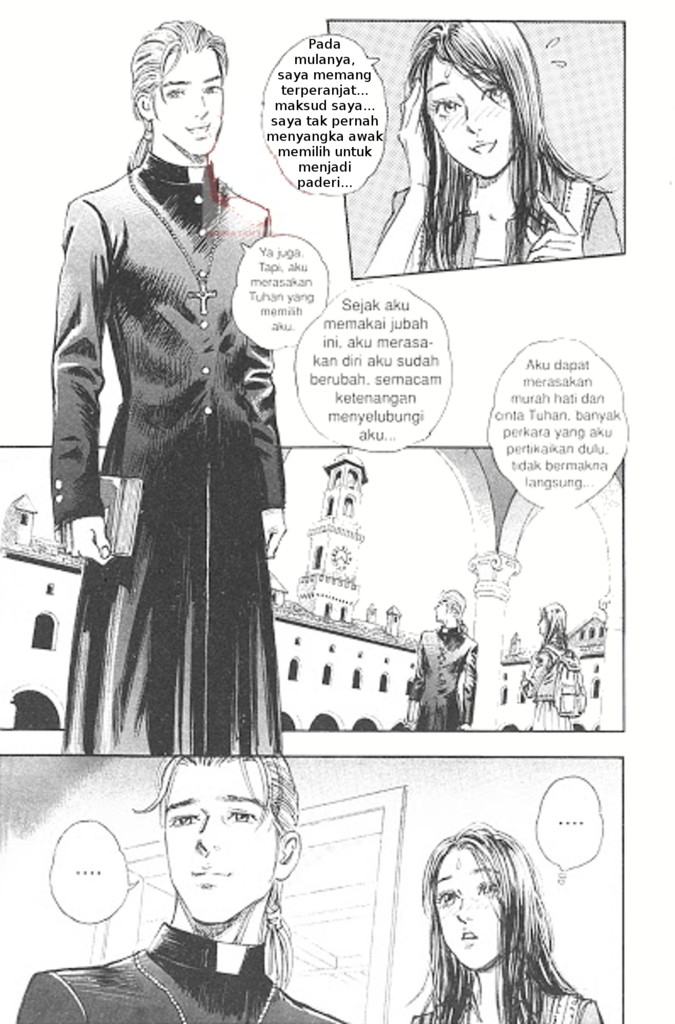 Pada
mulanya,
saya memang
terperanjat...
maksud saya...
saya tak pernah
menyangka awak
memilih untuk
menjadi
paderi...
Ya juga.
Tapi, aku
merasakan
Tuhan yang
memilih
aku.
Sejak aku
memakai jubah
ini, aku merasa-
kan diri aku sudah
berubah. semacam
ketenangan
menyelubungi
aku...
Aku dapat
merasakan
murah hati dan
cinta Tuhan. banyak
perkara yang aku
pertikaikan dulu.
tidak bermakna
langsung...
....
....